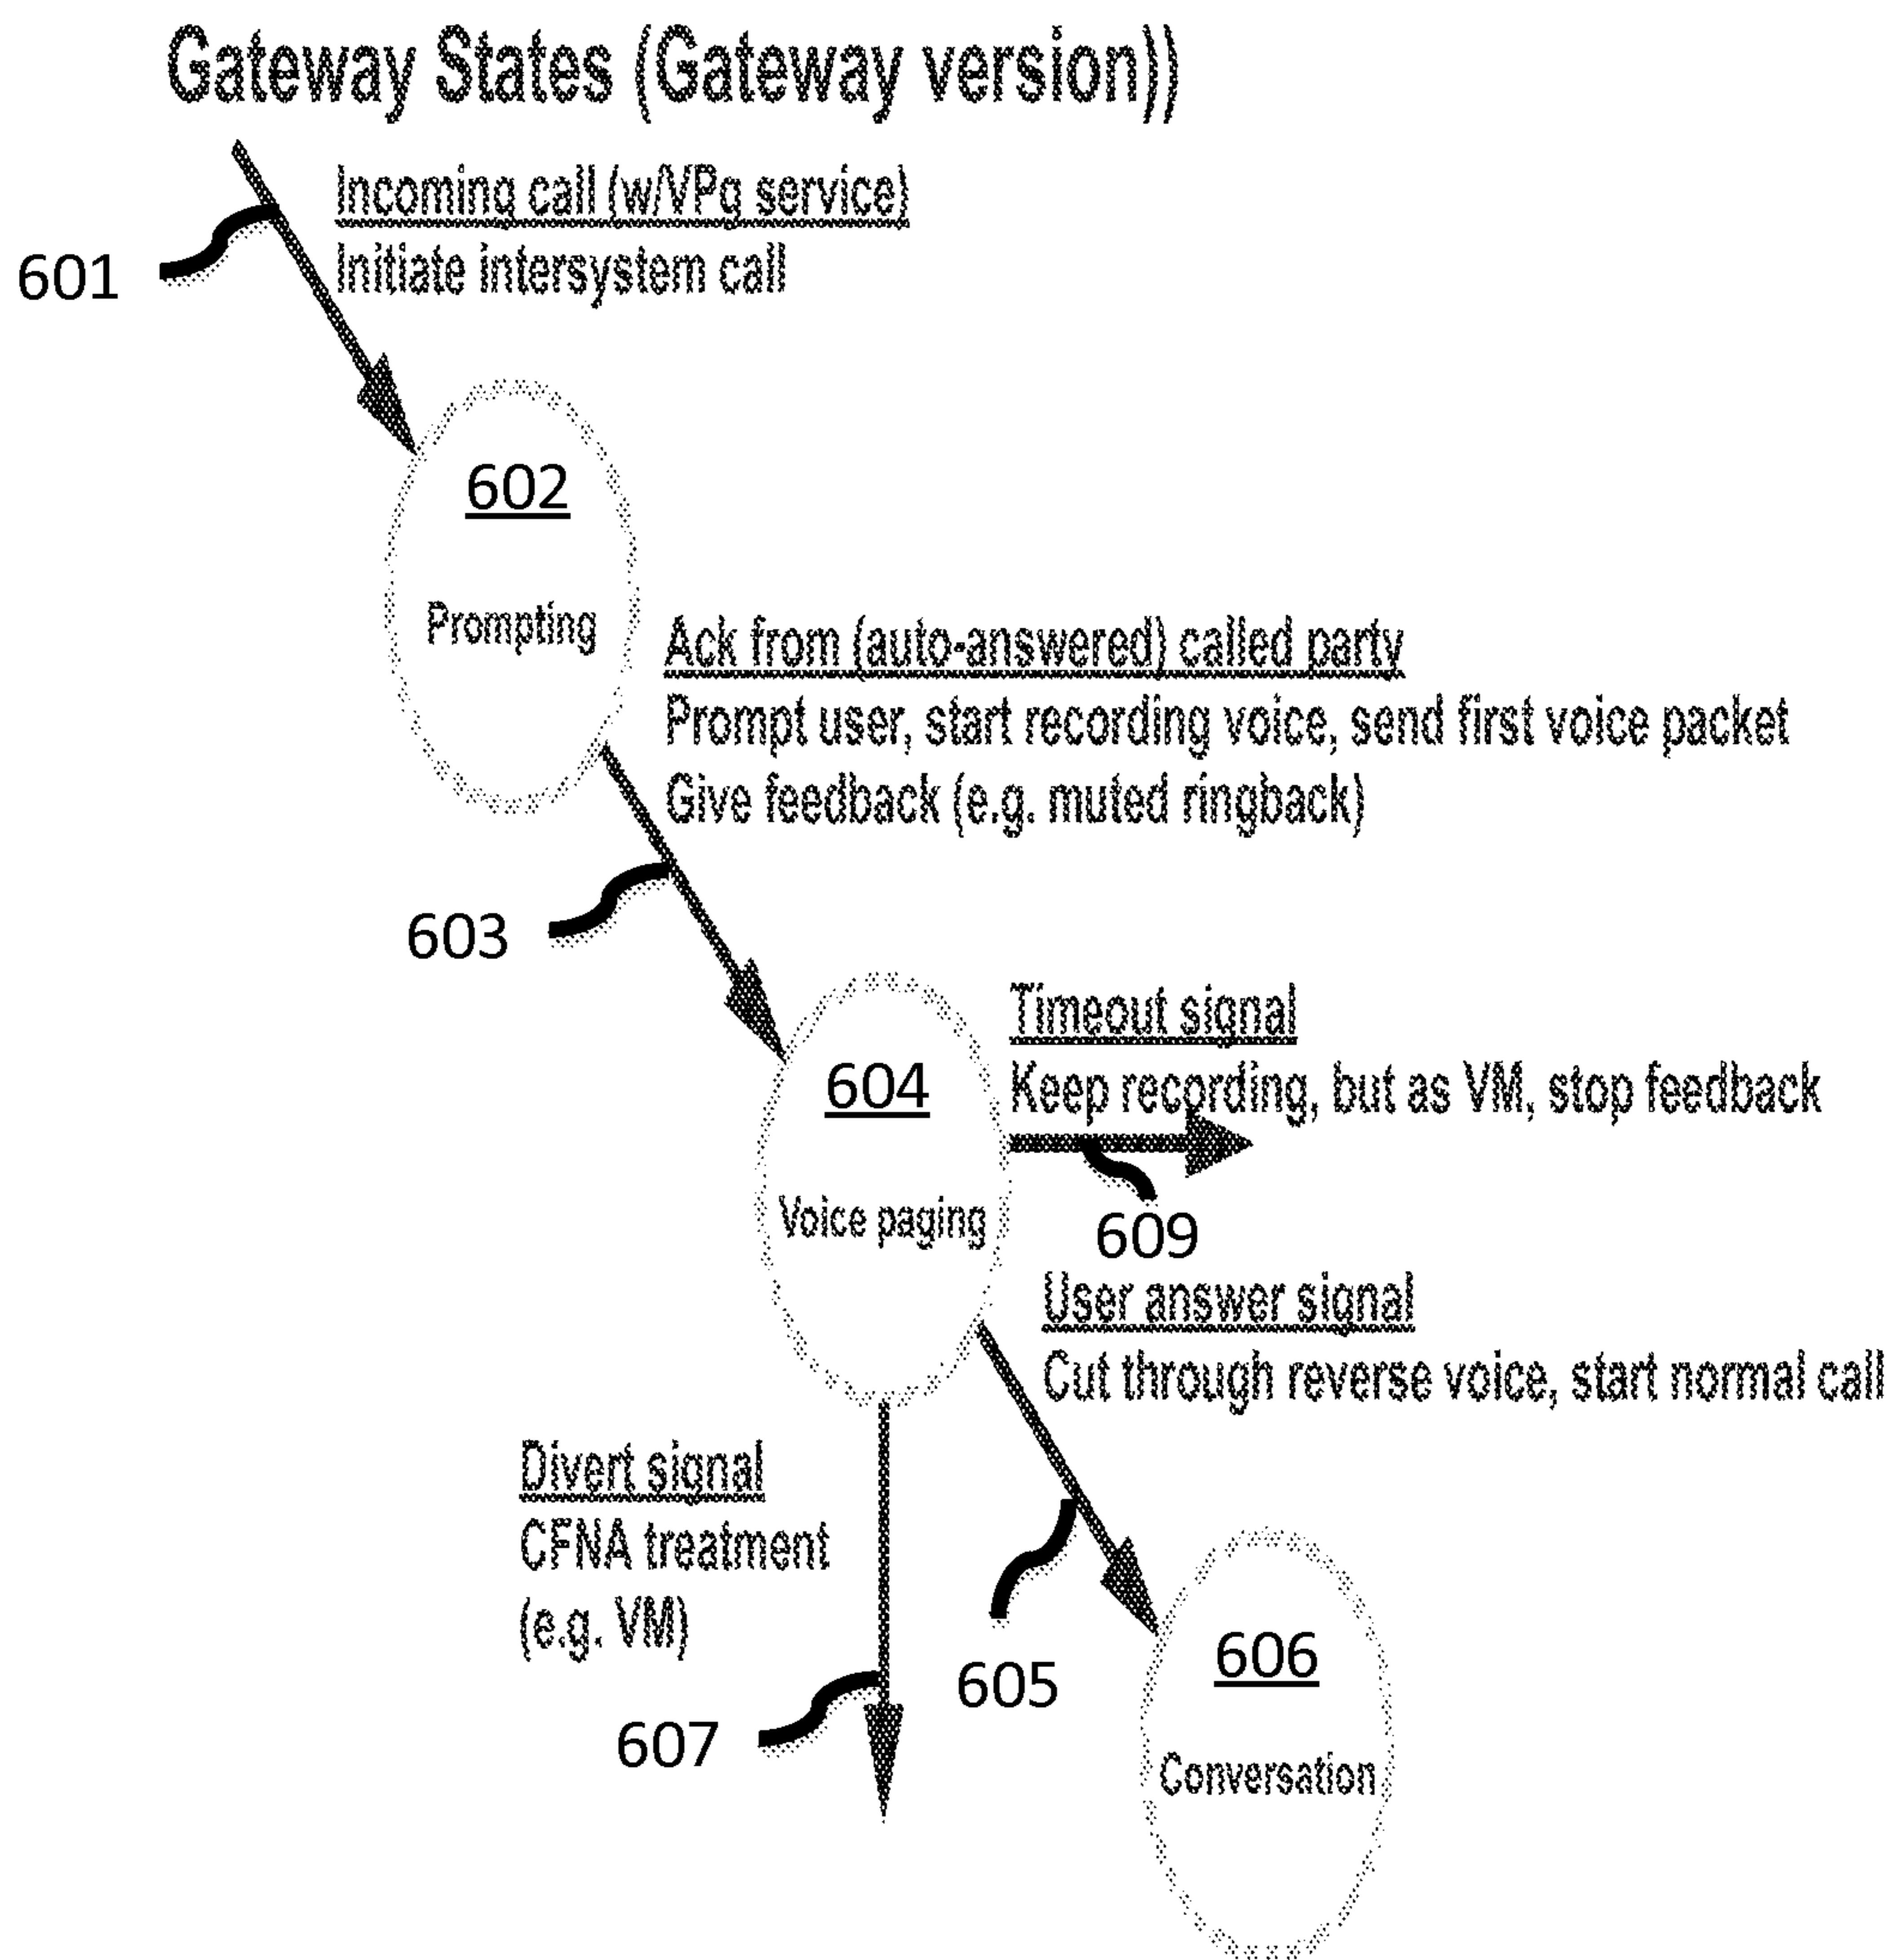 Gateway States (Gateway version))
Incoming call (w/VPg service)
Initiate intersystem call
601
602
Prompting
Ack from (auto-answered) called party
Prompt user, start recording voice, send first voice packet
Give feedback (e.g. muted ringback)
603
Timeout signal
604
Keep recording, but as VM, stop feedback
Voice paging
609
User answer signal
Cut through reverse voice, start normal call
Divert signal
CFNA treatment
(e.g. VM)
605
606
607
Conversation